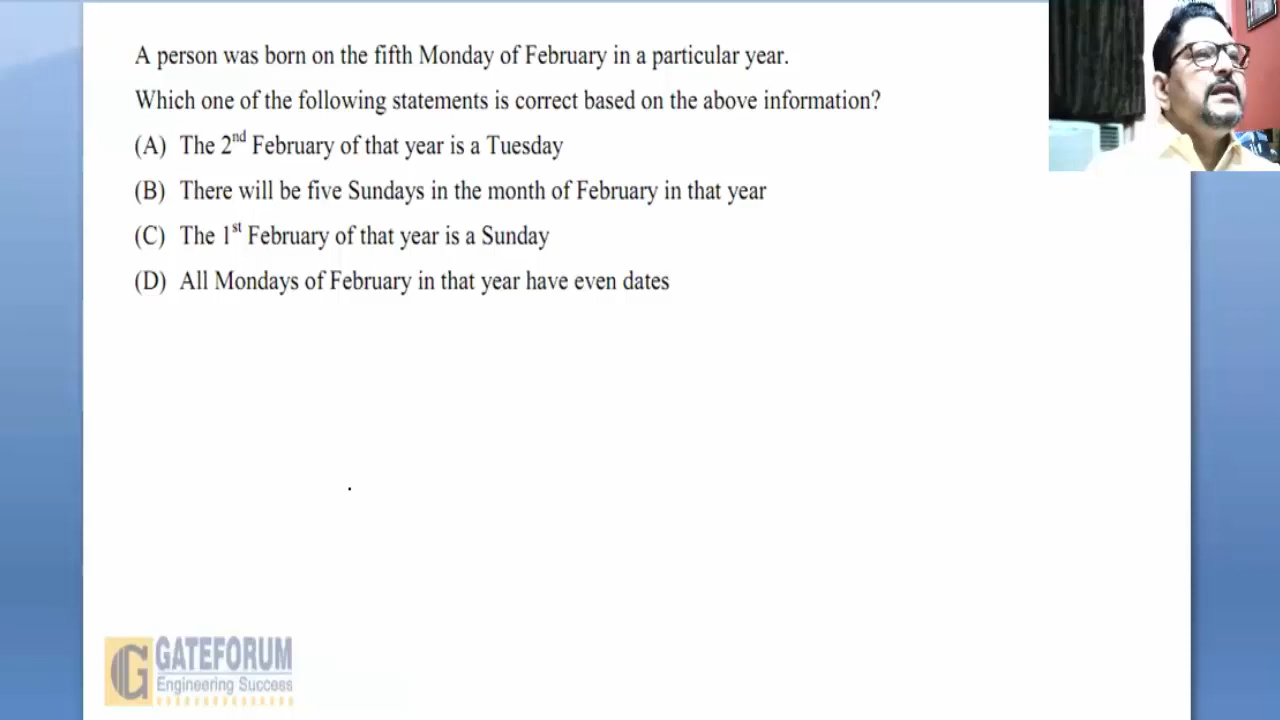 A person was born on the fifth Monday of February in a particular year.
Which one of the following statements is correct based on the above information?
(A) The 2nd February of that year is a Tuesday
(B) There will be five Sundays in the month of February in that year
(C) The 1st February of that year is a Sunday
(D) All Mondays of February in that year have even dates
GATEFORUM
Engineering Success